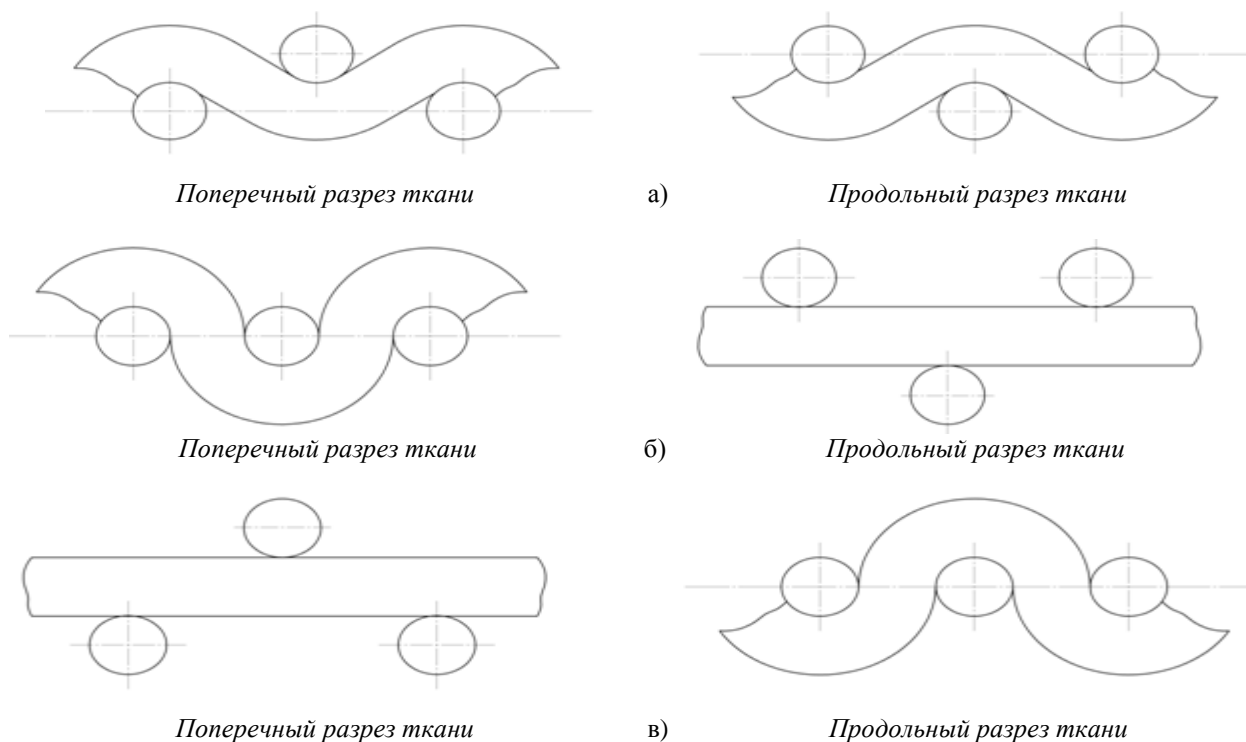 Поперечный разрез ткани а) Продольный разрез ткани
Поперечный разрез ткани б) Продольный разрез ткани
Поперечный разрез ткани в) Продольный разрез ткани